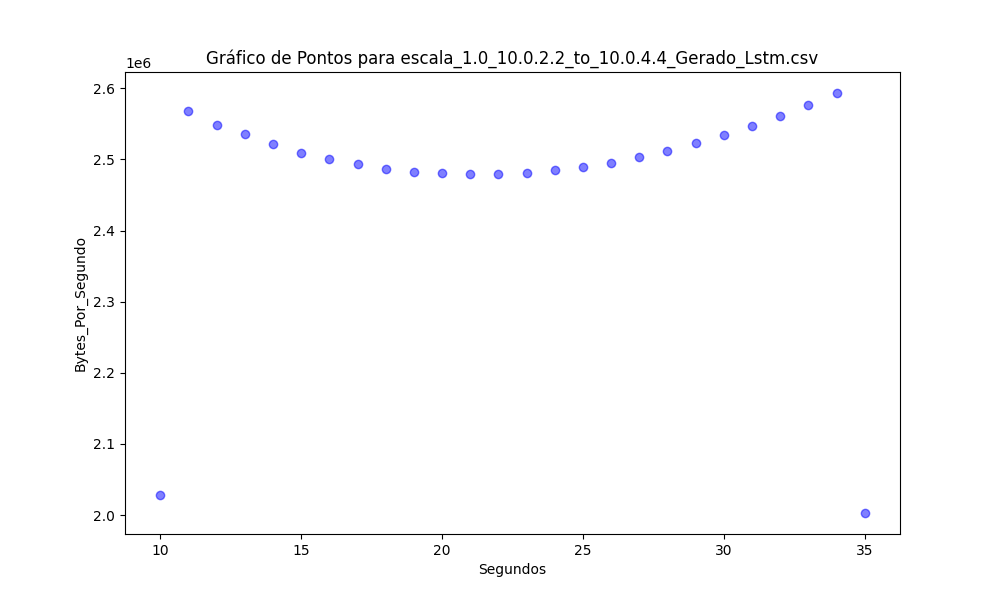 Gráfico de Pontos para escala_1.0_10.0.2.2_to_10.0.4.4_Gerado_Lstm.csv
1e6
2.6
2.5
2.4
2.3
2.2
2.1
2.0
Bytes_Por_Segundo
10 15 20 25 30 35
Segundos